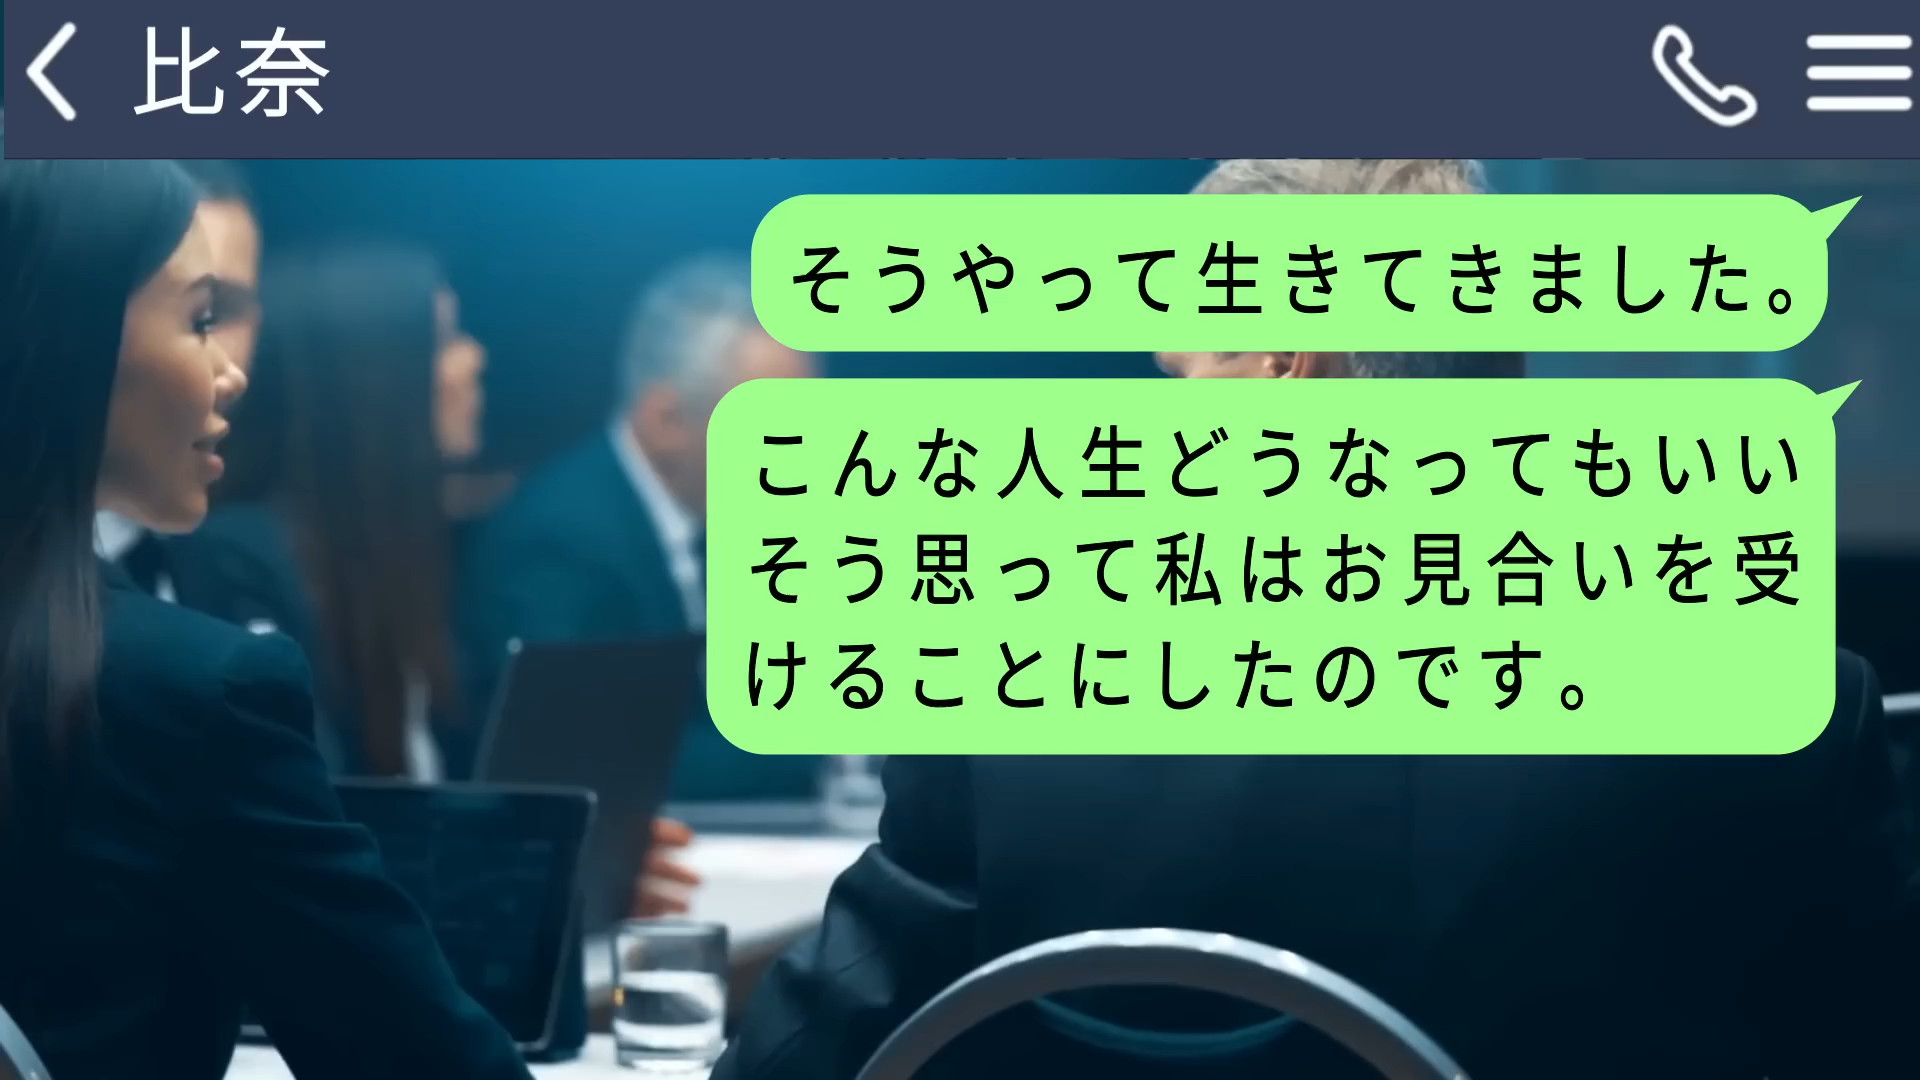 比奈
そうやって生きてきました。
こんな人生どうなってもいい
そう思って私はお見合いを受
けることにしたのです。